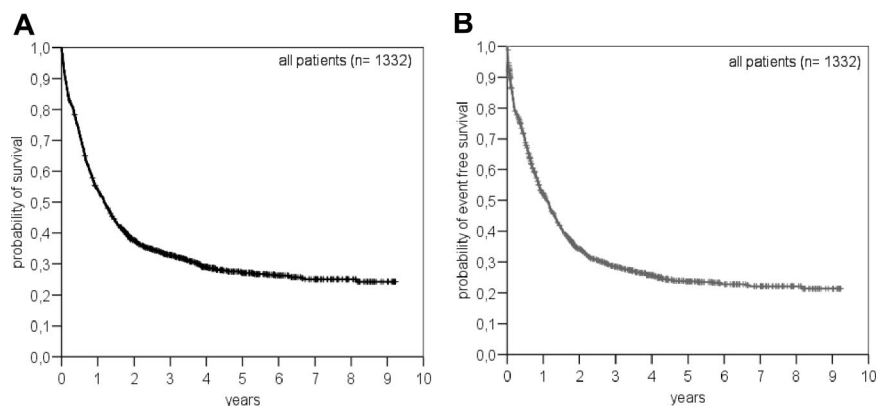 A
all patients (n= 1332)
probability of survival
1,0
0,9
0,8
0,7
0,6
0,5
0,4
0,3
0,2
0,1
0,0
0 1 2 3 4 5 6 7 8 9 10
years
B
all patients (n= 1332)
probability of event free survival
1,0
0,9
0,8
0,7
0,6
0,5
0,4
0,3
0,2
0,1
0,0
0 1 2 3 4 5 6 7 8 9 10
years